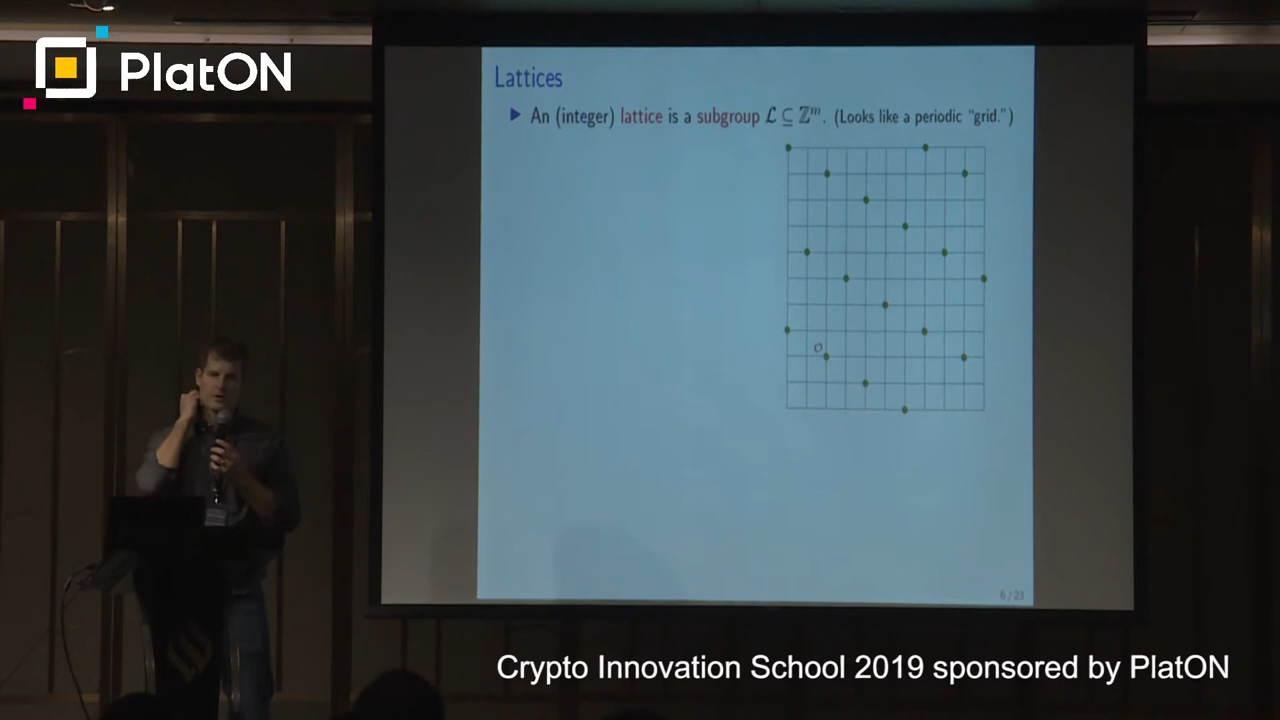 PlatON
Lattices
▶ An (integer) lattice is a subgroup ℒ ⊆ ℤᵐ. (Looks like a periodic “grid.”)
O
6 / 23
Crypto Innovation School 2019 sponsored by PlatON